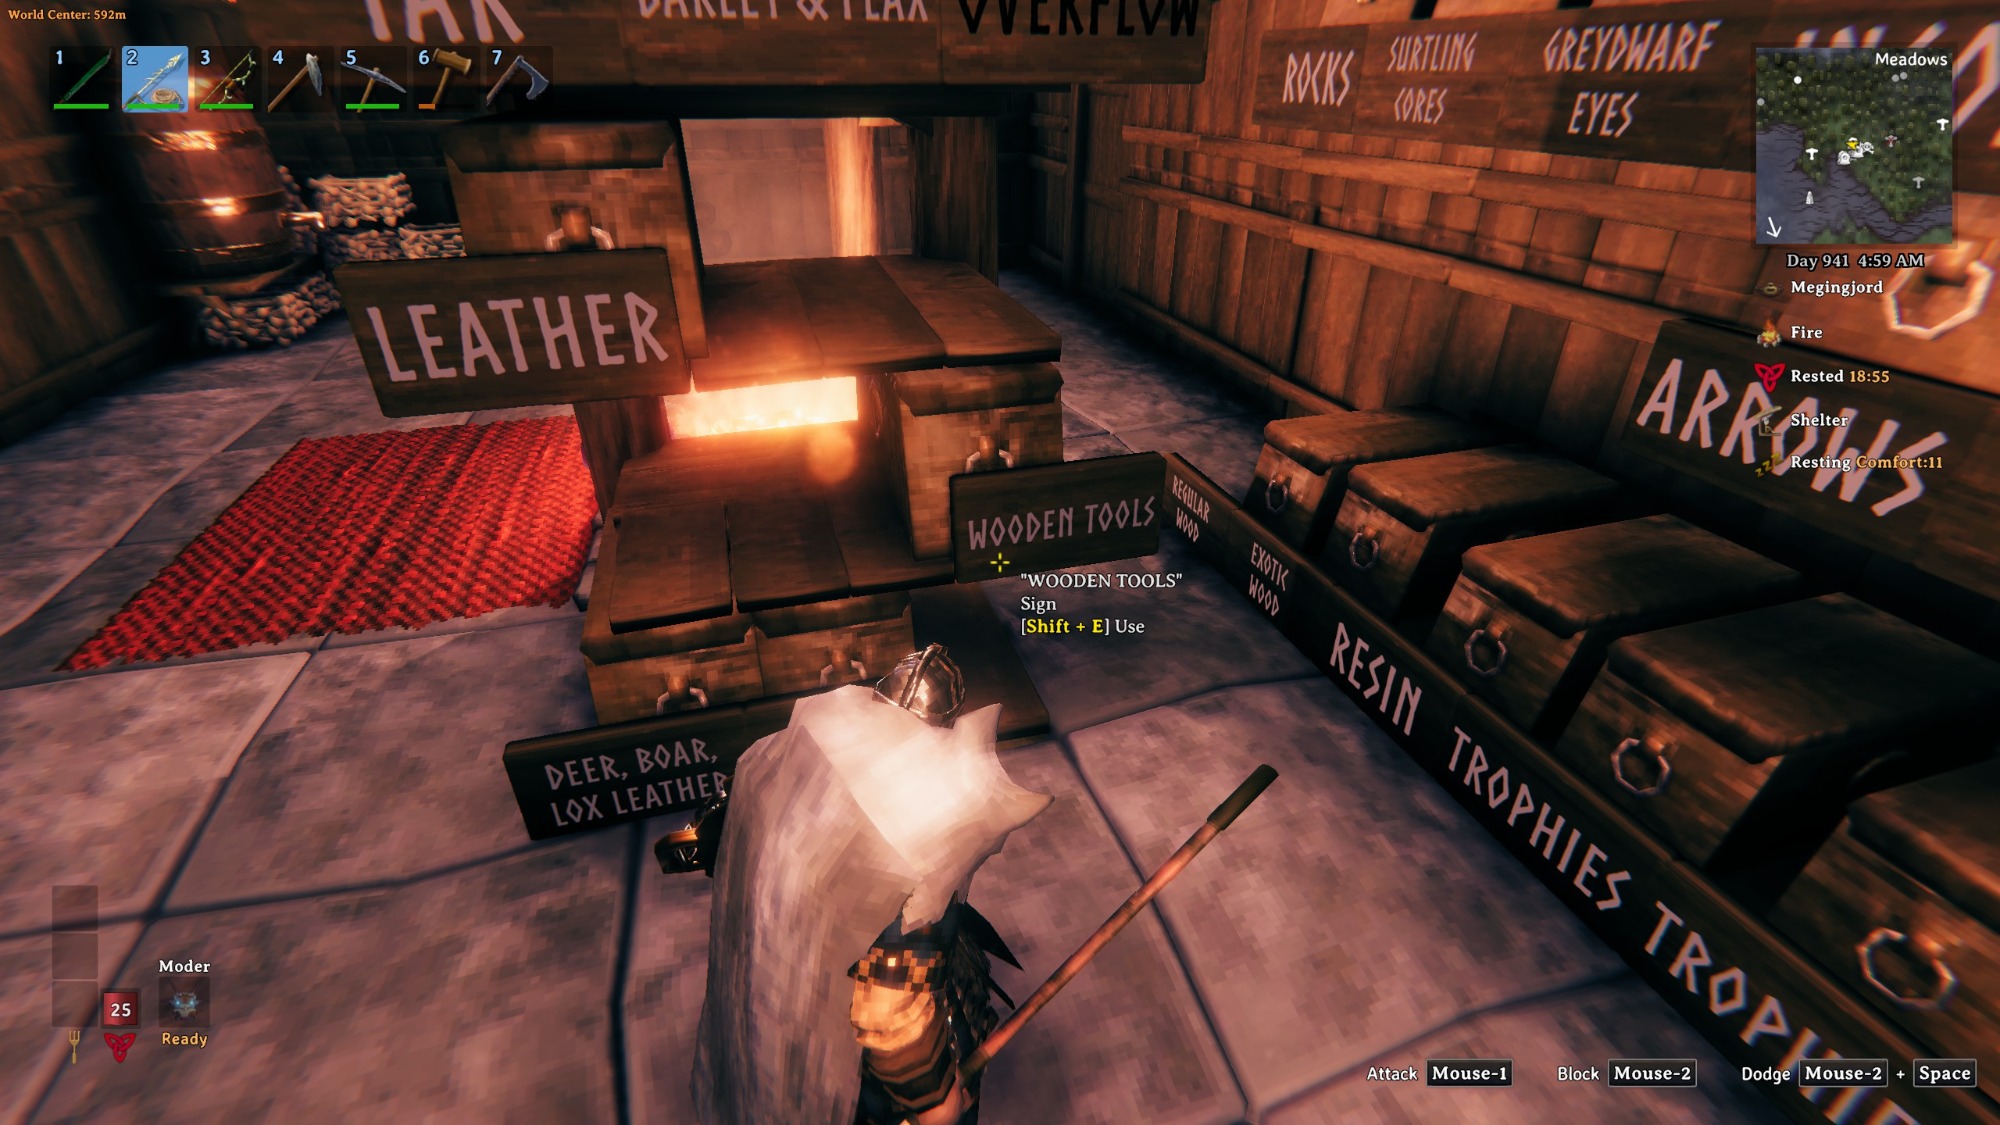 World Center: 592m
1 2 3 4 5 6 7
TAR
BARLEY & FLAX
OVERFLOW
ROCKS
SURTLING
CORES
GREYDWARF
EYES
Meadows
Day 941 4:59 AM
Megingjord
Fire
Rested 18:55
Shelter
Resting Comfort:11
LEATHER
ARROWS
WOODEN TOOLS
REGULAR
WOOD
EXOTIC
WOOD
RESIN
TROPHIES
"WOODEN TOOLS"
Sign
[Shift + E] Use
DEER, BOAR,
LOX LEATHER
Moder
25
Ready
Attack Mouse-1 Block Mouse-2 Dodge Mouse-2 + Space